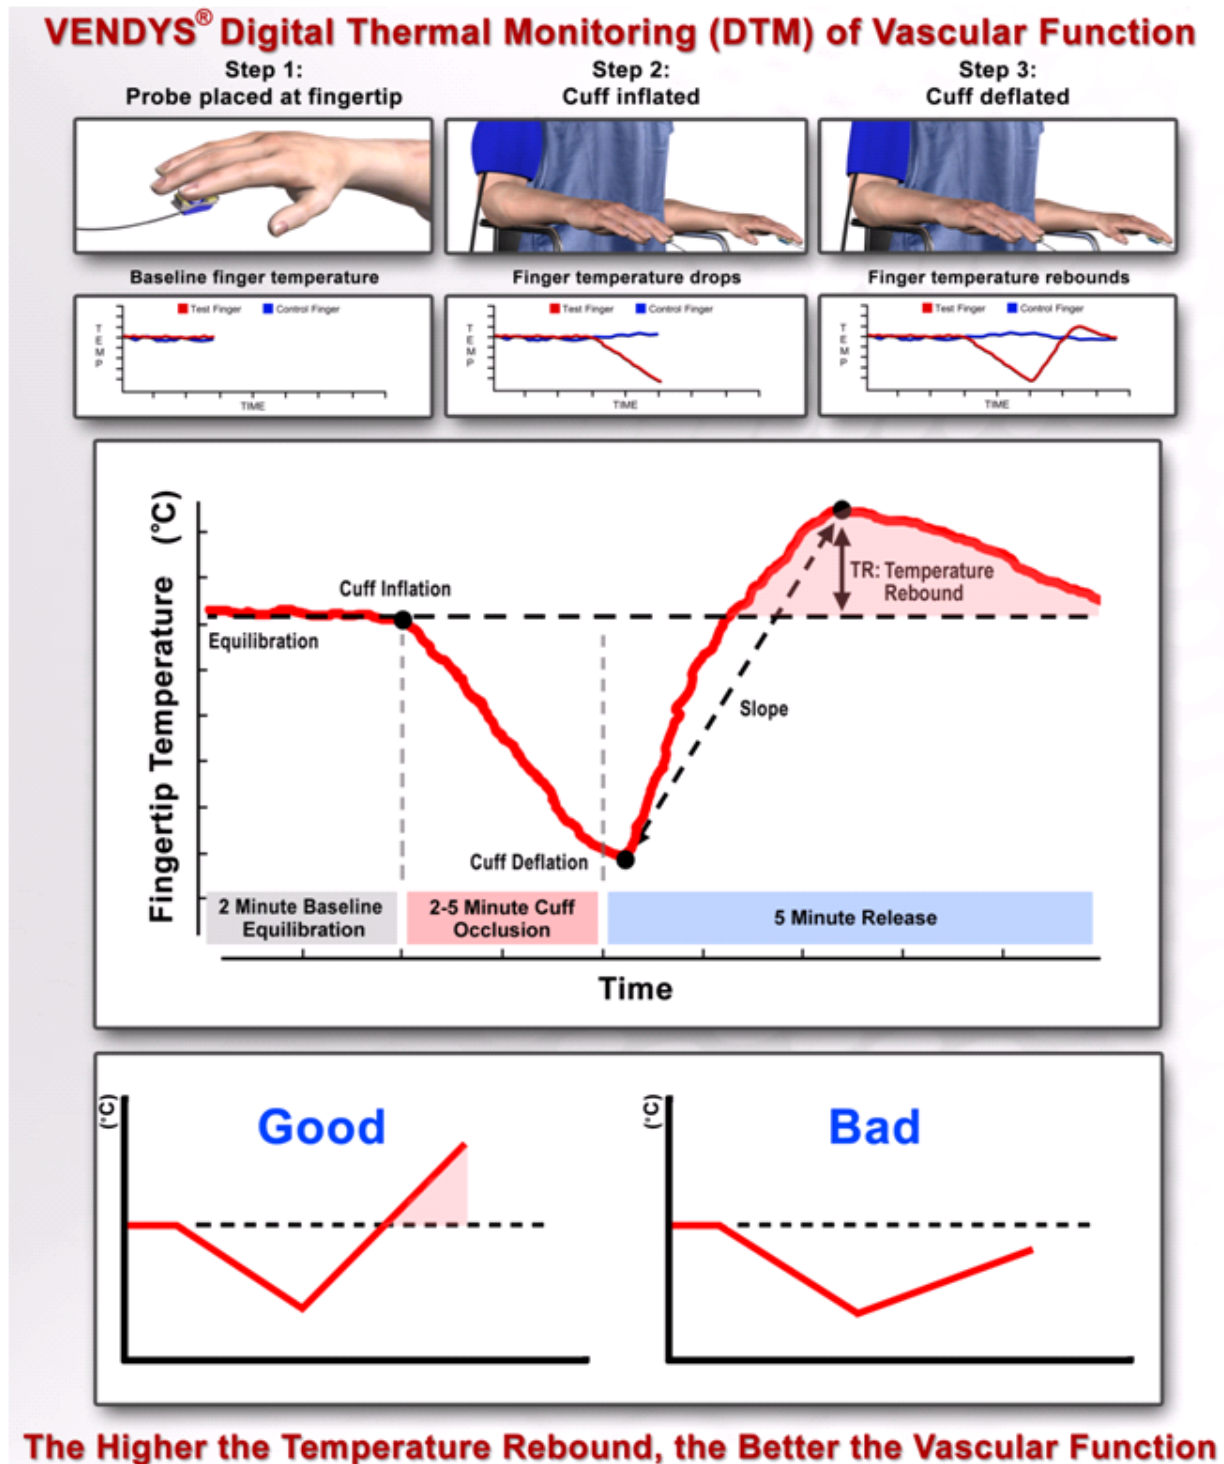 VENDYS® Digital Thermal Monitoring (DTM) of Vascular Function
Step 1:
Probe placed at fingertip
Step 2:
Cuff inflated
Step 3:
Cuff deflated
Baseline finger temperature
Finger temperature drops
Finger temperature rebounds
Test Finger
Control Finger
TEMP
TIME
Test Finger
Control Finger
TEMP
TIME
Test Finger
Control Finger
TEMP
TIME
Fingertip Temperature (°C)
Cuff Inflation
Equilibration
TR: Temperature
Rebound
Slope
Cuff Deflation
2 Minute Baseline
Equilibration
2-5 Minute Cuff
Occlusion
5 Minute Release
Time
(°C)
Good
(°C)
Bad
The Higher the Temperature Rebound, the Better the Vascular Function